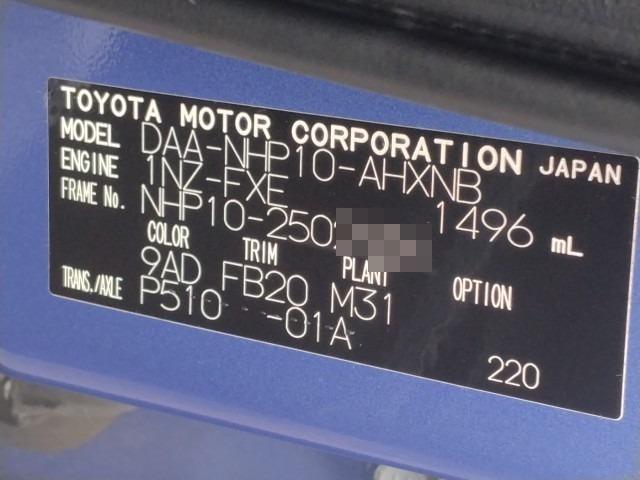 TOYOTA MOTOR CORPORATION JAPAN
MODEL DAA-NHP10-AHXNB
ENGINE 1NZ-FXE 1496 mL
FRAME No. NHP10-2502
COLOR TRIM PLANT OPTION
9AD FB20 M31
TRANS./AXLE P510 -01A
220